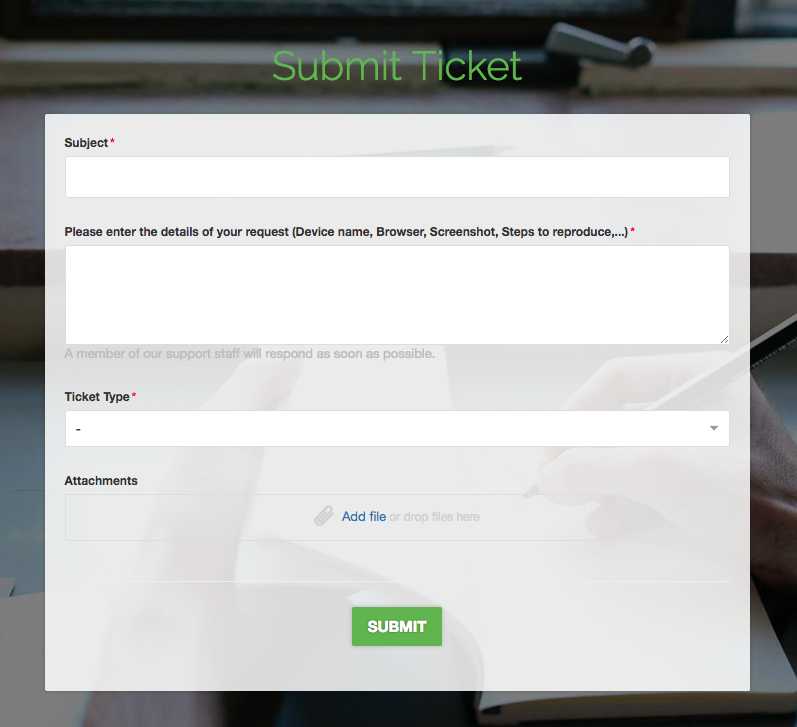 Submit Ticket
Subject*
Please enter the details of your request (Device name, Browser, Screenshot, Steps to reproduce,...)*
A member of our support staff will respond as soon as possible.
Ticket Type*
-
Attachments
Add file or drop files here
SUBMIT